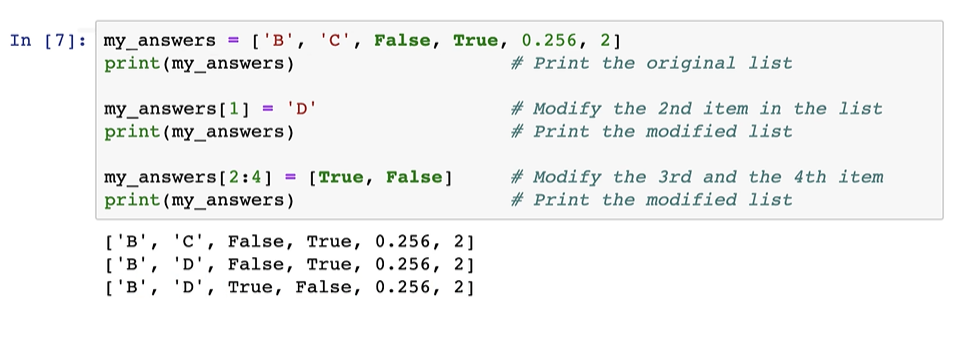 In [7]: my_answers = ['B', 'C', False, True, 0.256, 2]
print(my_answers) # Print the original list
my_answers[1] = 'D' # Modify the 2nd item in the list
print(my_answers) # Print the modified list
my_answers[2:4] = [True, False] # Modify the 3rd and the 4th item
print(my_answers) # Print the modified list
['B', 'C', False, True, 0.256, 2]
['B', 'D', False, True, 0.256, 2]
['B', 'D', True, False, 0.256, 2]